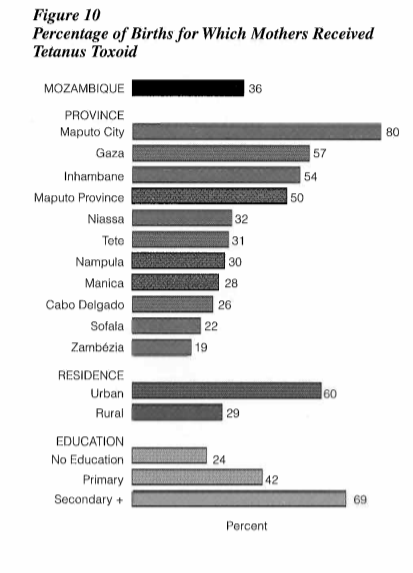 Figure 10
Percentage of Births for Which Mothers Received
Tetanus Toxoid
MOZAMBIQUE 36
PROVINCE
Maputo City 80
Gaza 57
Inhambane 54
Maputo Province 50
Niassa 32
Tete 31
Nampula 30
Manica 28
Cabo Delgado 26
Sofala 22
Zambézia 19
RESIDENCE
Urban 60
Rural 29
EDUCATION
No Education 24
Primary 42
Secondary + 69
Percent